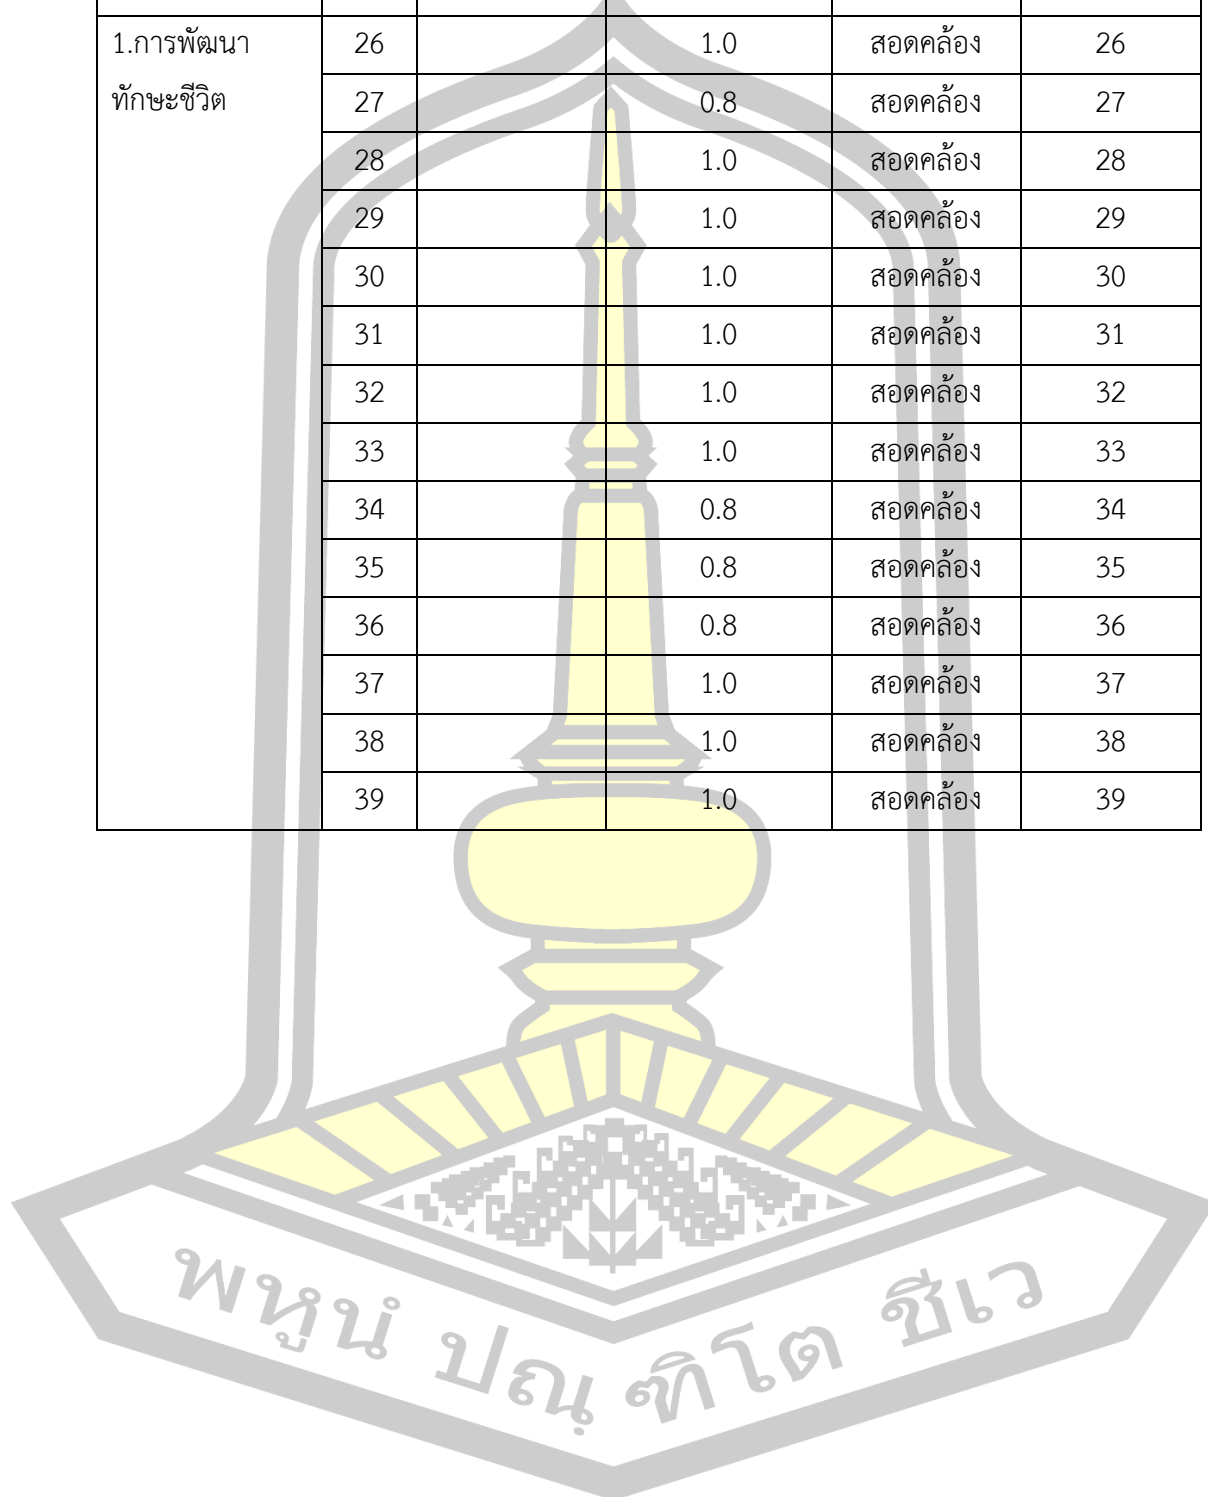 1.การพัฒนา 26 1.0 สอดคล้อง 26
ทักษะชีวิต 27 0.8 สอดคล้อง 27
28 1.0 สอดคล้อง 28
29 1.0 สอดคล้อง 29
30 1.0 สอดคล้อง 30
31 1.0 สอดคล้อง 31
32 1.0 สอดคล้อง 32
33 1.0 สอดคล้อง 33
34 0.8 สอดคล้อง 34
35 0.8 สอดคล้อง 35
36 0.8 สอดคล้อง 36
37 1.0 สอดคล้อง 37
38 1.0 สอดคล้อง 38
39 1.0 สอดคล้อง 39
พหูนํ ปณฺฑิโต ชีเว